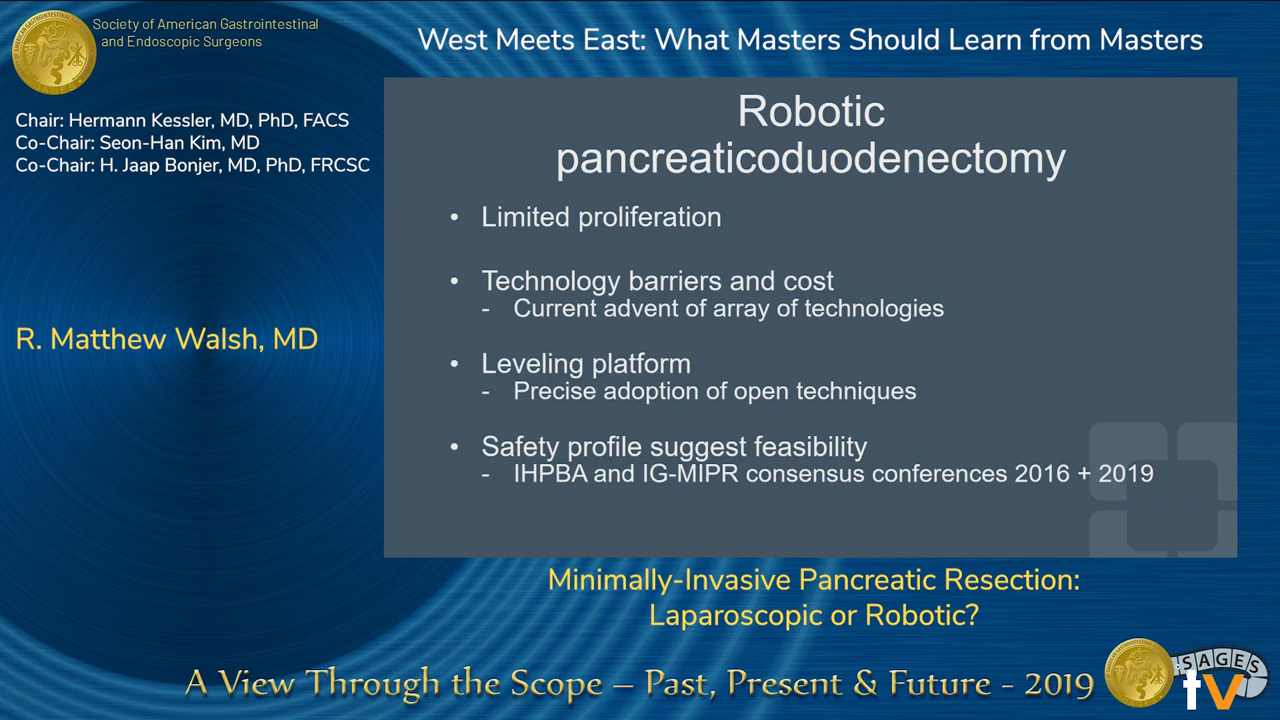 Society of American Gastrointestinal
and Endoscopic Surgeons
West Meets East: What Masters Should Learn from Masters
Chair: Hermann Kessler, MD, PhD, FACS
Co-Chair: Seon-Han Kim, MD
Co-Chair: H. Jaap Bonjer, MD, PhD, FRCSC
R. Matthew Walsh, MD
Robotic
pancreaticoduodenectomy
• Limited proliferation
• Technology barriers and cost
- Current advent of array of technologies
• Leveling platform
- Precise adoption of open techniques
• Safety profile suggest feasibility
- IHPBA and IG-MIPR consensus conferences 2016 + 2019
Minimally-Invasive Pancreatic Resection:
Laparoscopic or Robotic?
A View Through the Scope – Past, Present & Future - 2019
SAGES
tv